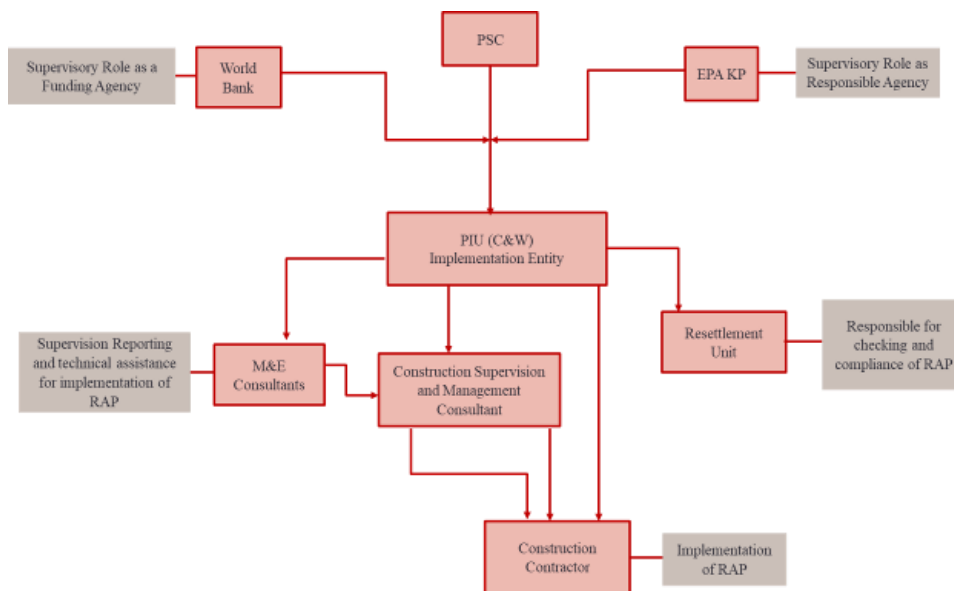 PSC
Supervisory Role as a
Funding Agency
World
Bank
EPA KP
Supervisory Role as
Responsible Agency
PIU (C&W)
Implementation Entity
Supervision Reporting
and technical assistance
for implementation of
RAP
M&E
Consultants
Construction Supervision
and Management
Consultant
Resettlement
Unit
Responsible for
checking and
compliance of RAP
Construction
Contractor
Implementation
of RAP